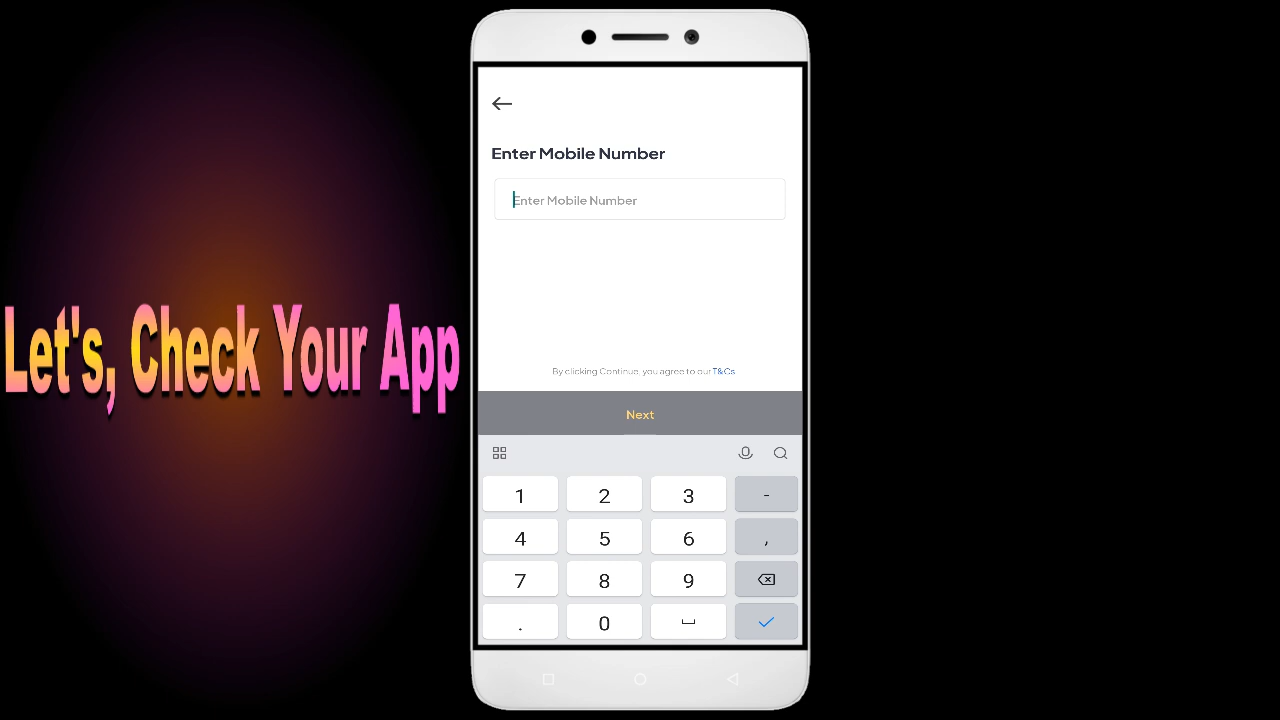 Let's, Check Your App
Enter Mobile Number
Enter Mobile Number
By clicking Continue, you agree to our T&Cs
Next
1 2 3 -
4 5 6 ,
7 8 9
. 0